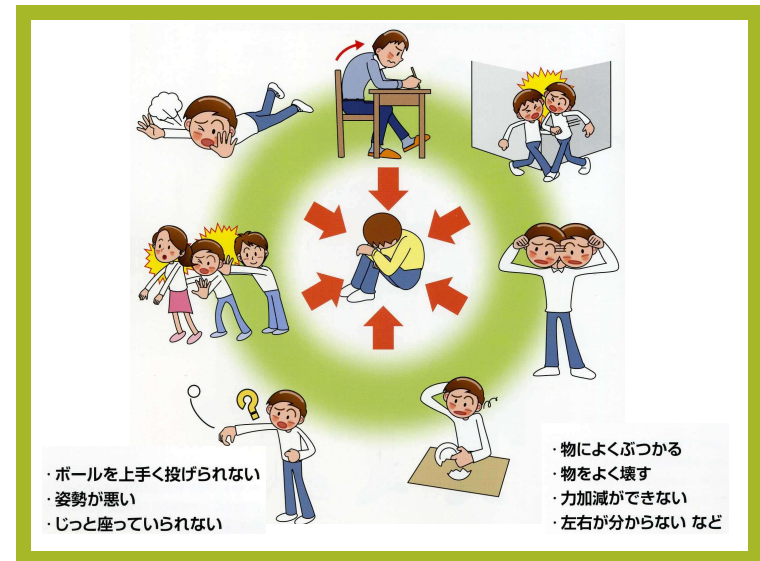 ・ボールを上手く投げられない
・姿勢が悪い
・じっと座っていられない
・物によくぶつかる
・物をよく壊す
・力加減ができない
・左右が分からない など